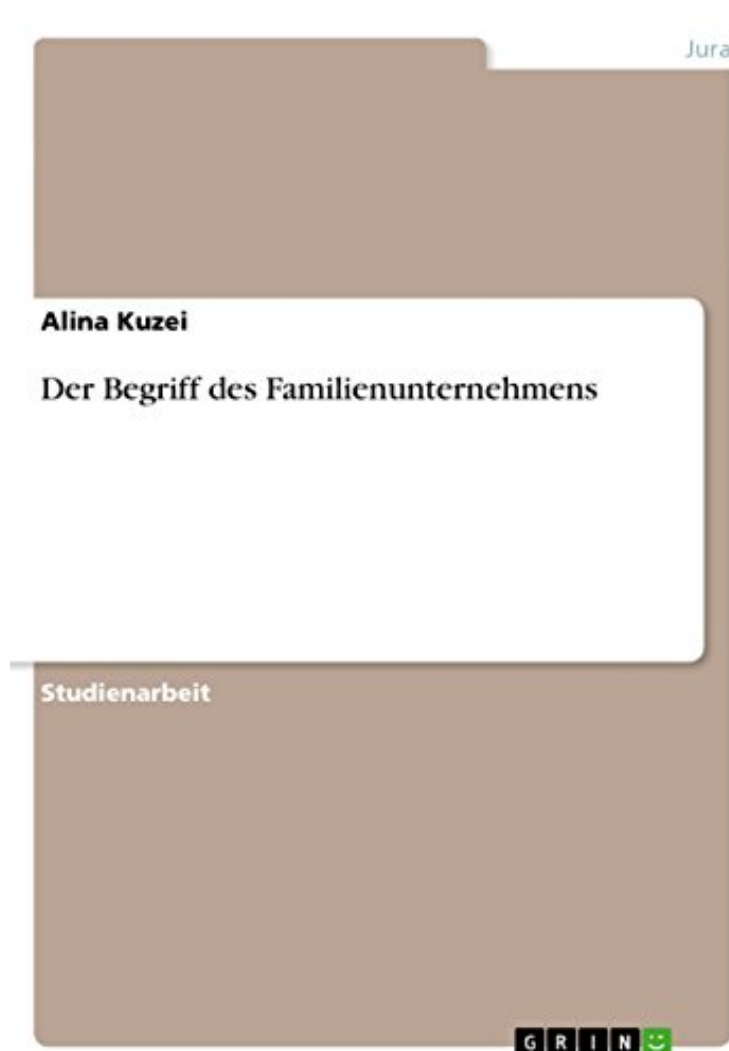 Jura
Alina Kuzei
Der Begriff des Familienunternehmens
Studienarbeit
GRIN